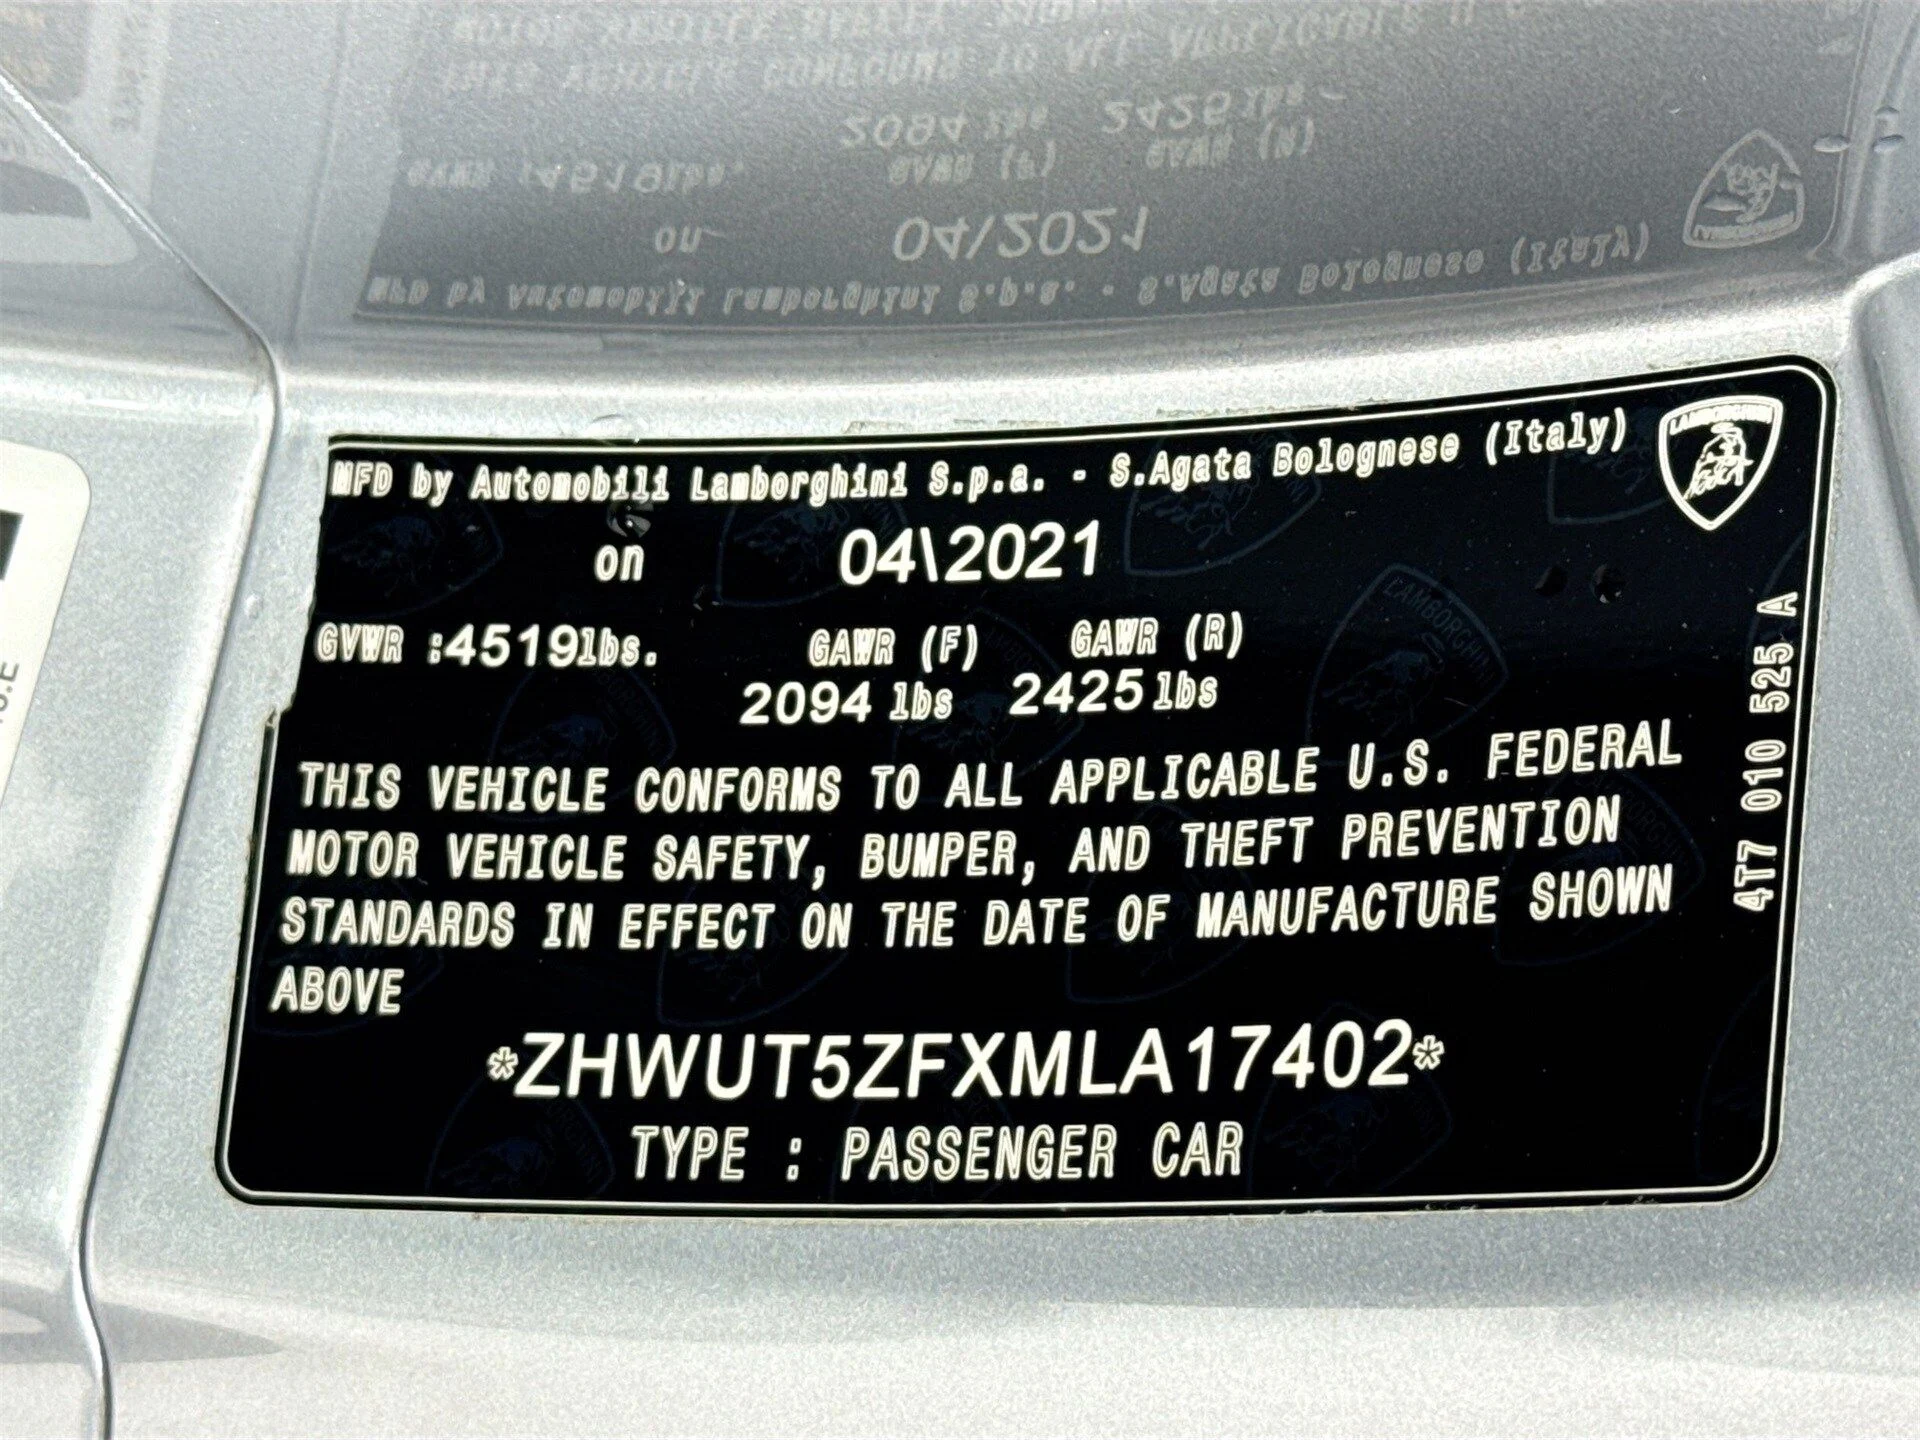 MFD by Automobili Lamborghini S.p.a. - S.Agata Bolognese (Italy)
LAMBORGHINI
on 04\2021
GVWR :4519lbs. GAWR (F) GAWR (R)
2094 lbs 2425 lbs
THIS VEHICLE CONFORMS TO ALL APPLICABLE U.S. FEDERAL
MOTOR VEHICLE SAFETY, BUMPER, AND THEFT PREVENTION
STANDARDS IN EFFECT ON THE DATE OF MANUFACTURE SHOWN
ABOVE
*ZHWUT5ZFXMLA17402*
TYPE : PASSENGER CAR
4T7 010 525 A